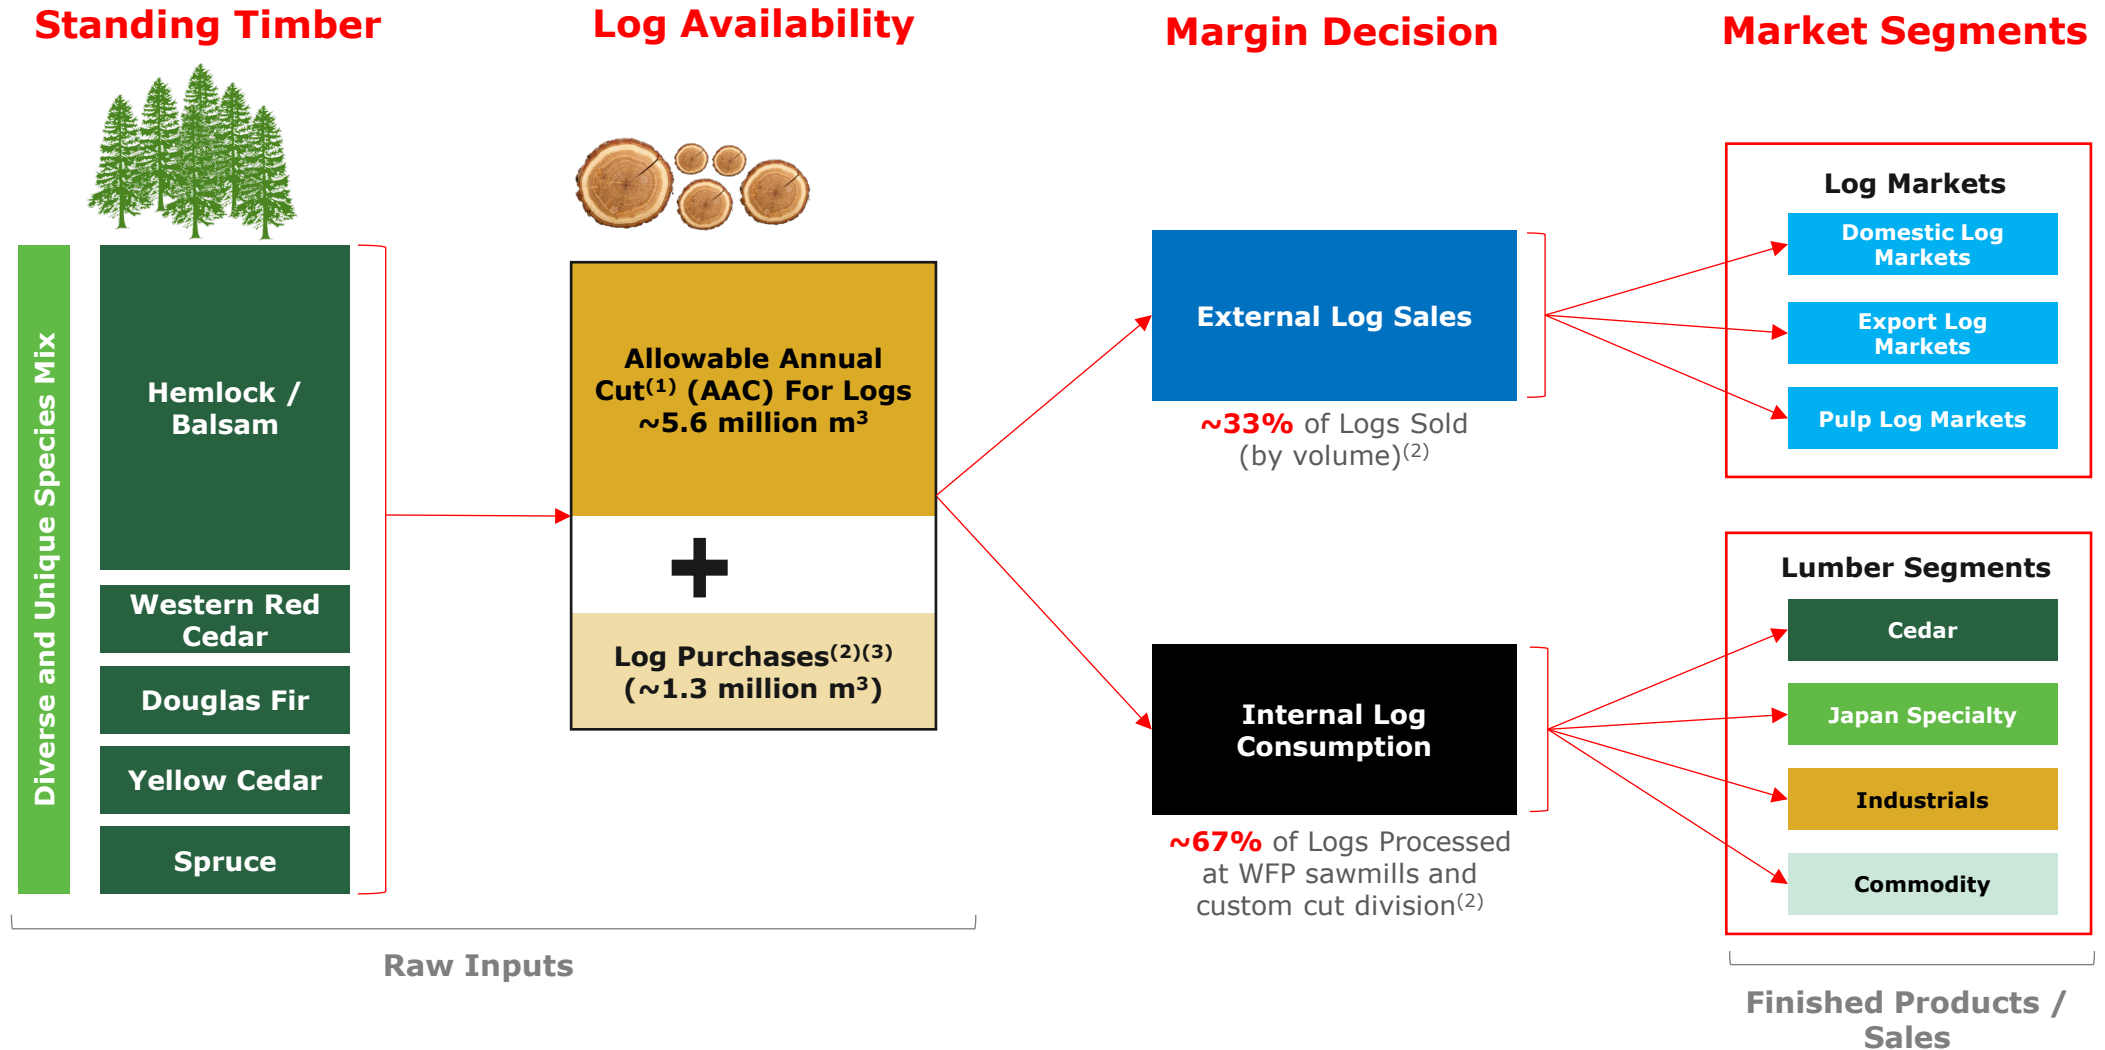 Standing Timber
Log Availability
Margin Decision
Market Segments
Diverse and Unique Species Mix
Hemlock /
Balsam
Western Red
Cedar
Douglas Fir
Yellow Cedar
Spruce
Raw Inputs
Allowable Annual
Cut(1) (AAC) For Logs
~5.6 million m³
+
Log Purchases(2)(3)
(~1.3 million m³)
External Log Sales
~33% of Logs Sold
(by volume)(2)
Internal Log
Consumption
~67% of Logs Processed
at WFP sawmills and
custom cut division(2)
Log Markets
Domestic Log
Markets
Export Log
Markets
Pulp Log Markets
Lumber Segments
Cedar
Japan Specialty
Industrials
Commodity
Finished Products /
Sales